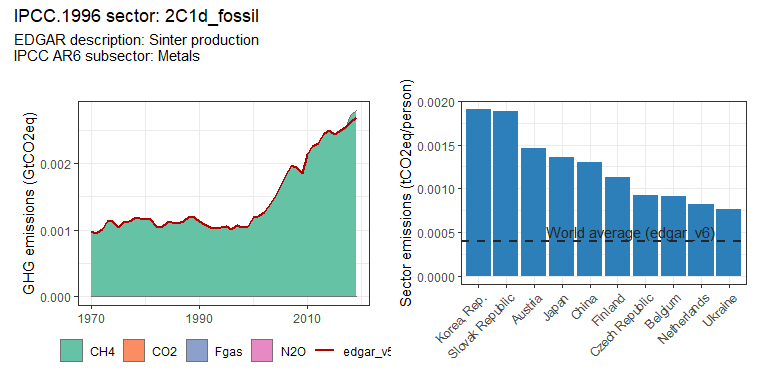 IPCC.1996 sector: 2C1d_fossil
EDGAR description: Sinter production
IPCC AR6 subsector: Metals
GHG emissions (GtCO2eq)
0.002
0.001
0.000
1970
1990
2010
CH4
CO2
Fgas
N2O
edgar_v6
Sector emissions (tCO2eq/person)
0.0020
0.0015
0.0010
0.0005
0.0000
World average (edgar_v6)
Korea Rep.
Slovak Republic
Austria
Japan
China
Finland
Czech Republic
Belgium
Netherlands
Ukraine